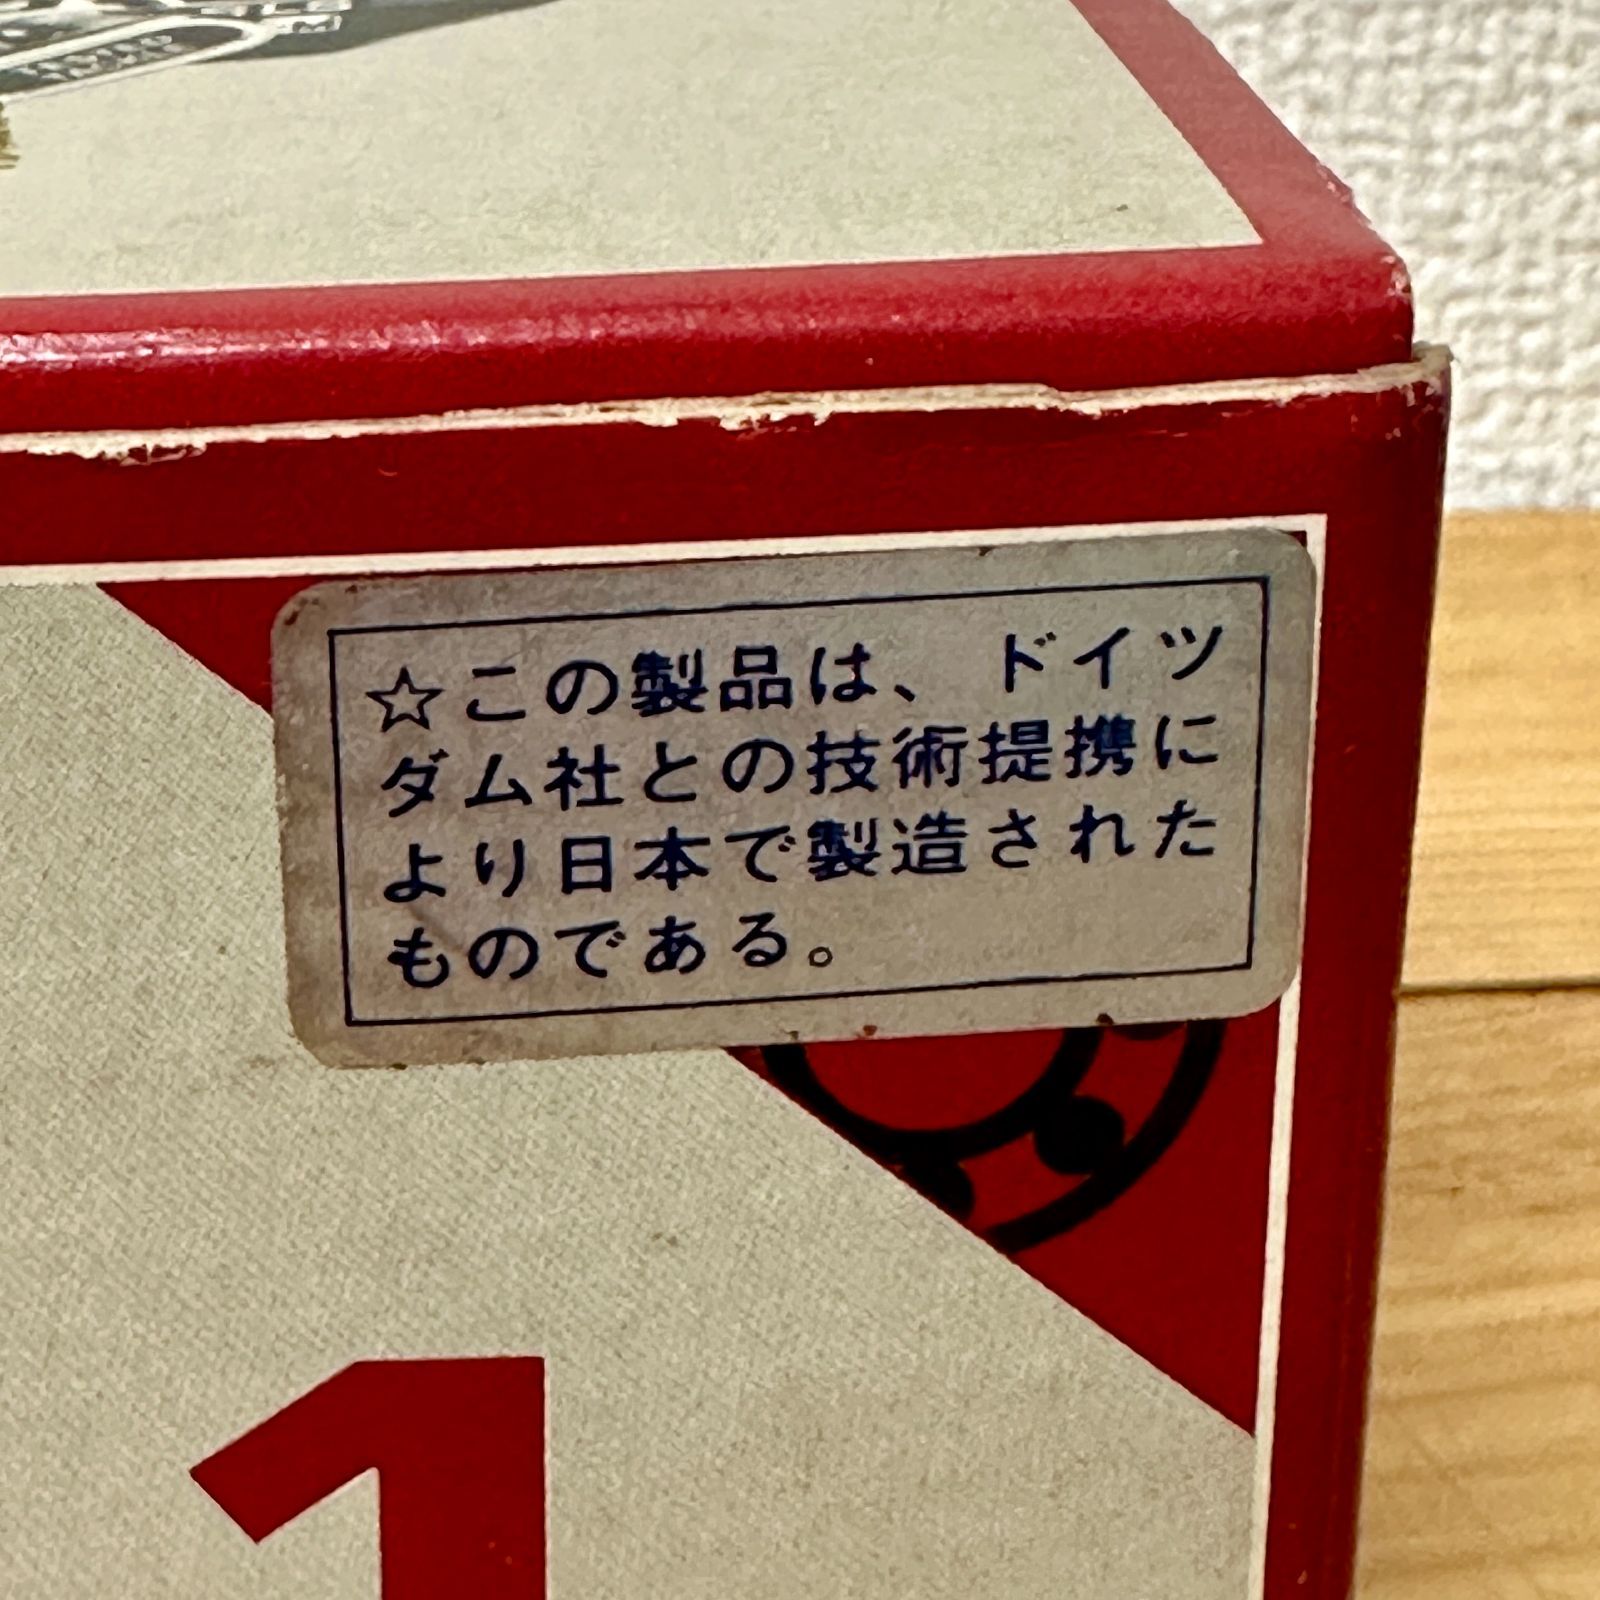 ☆この製品は、ドイツ
ダム社との技術提携に
より日本で製造された
ものである。
1